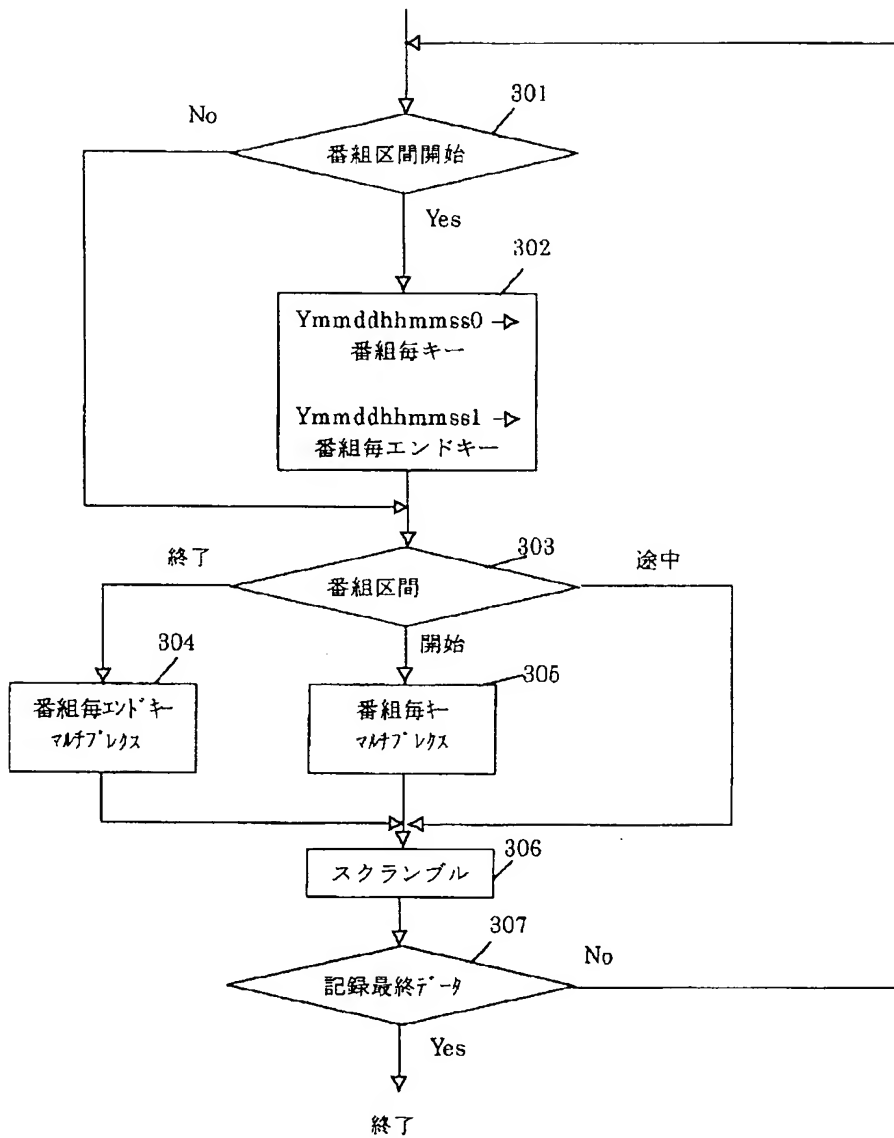 301
No
番組区間開始
Yes
302
Ymmddhhmmss0
番組毎キー
Ymmddhhmmss1
番組毎エンドキー
303
終了
途中
番組区間
304
開始
305
番組毎エンドキー
マルチプレクス
番組毎キー
マルチプレクス
306
スクランブル
307
No
記録最終データ
Yes
終了